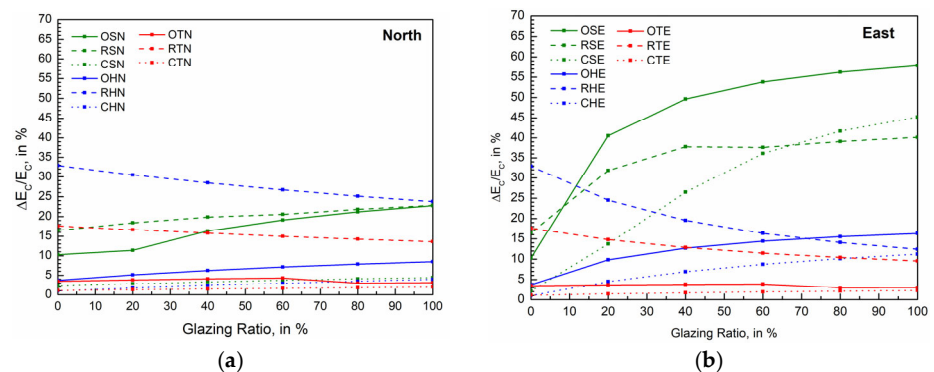 North
OSN OTN
RSN RTN
CSN CTN
OHN
RHN
CHN
ΔE_C/E_C, in %
70
65
60
55
50
45
40
35
30
25
20
15
10
5
0
0 10 20 30 40 50 60 70 80 90 100
Glazing Ratio, in %
(a)
East
OSE OTE
RSE RTE
CSE CTE
OHE
RHE
CHE
ΔE_C/E_C, in %
70
65
60
55
50
45
40
35
30
25
20
15
10
5
0
0 10 20 30 40 50 60 70 80 90 100
Glazing Ratio, in %
(b)